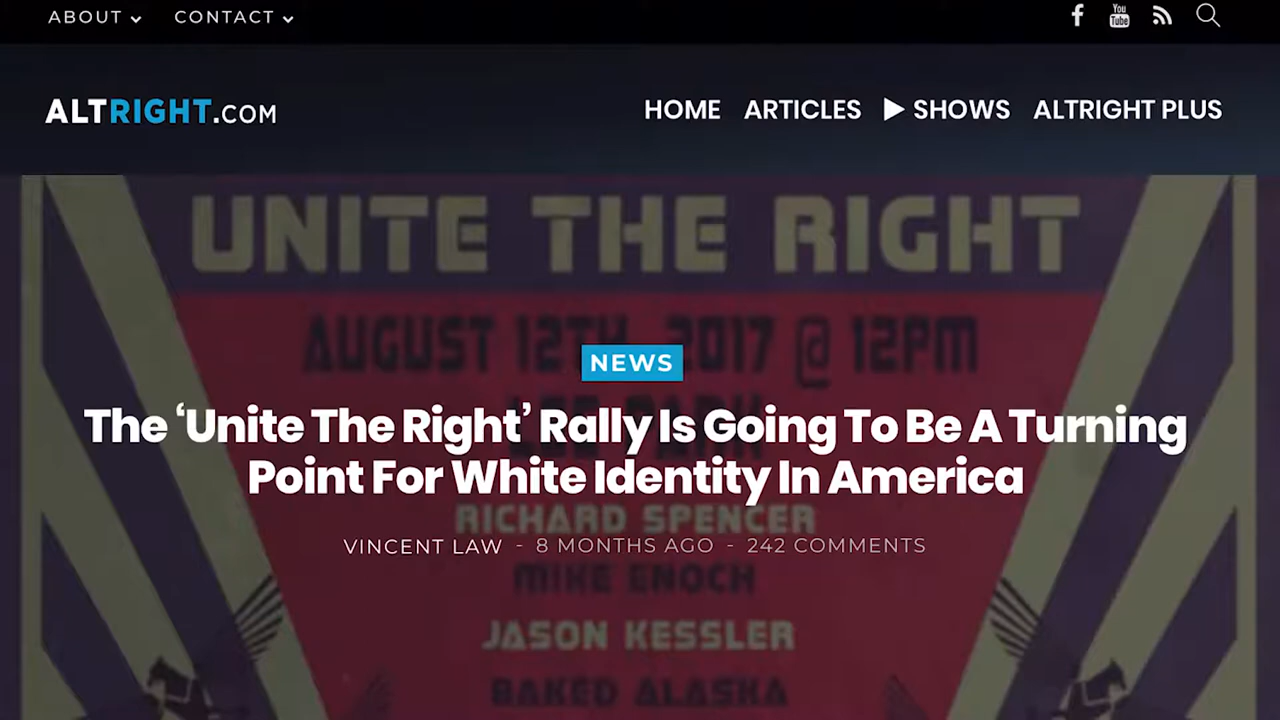 ABOUT CONTACT
ALTRIGHT.COM HOME ARTICLES SHOWS ALTRIGHT PLUS
UNITE THE RIGHT
AUGUST 12TH, 2017 @ 12PM
NEWS
The ‘Unite The Right’ Rally Is Going To Be A Turning
Point For White Identity In America
RICHARD SPENCER
VINCENT LAW - 8 MONTHS AGO - 242 COMMENTS
MIKE ENOCH
JASON KESSLER
BAKED ALASKA